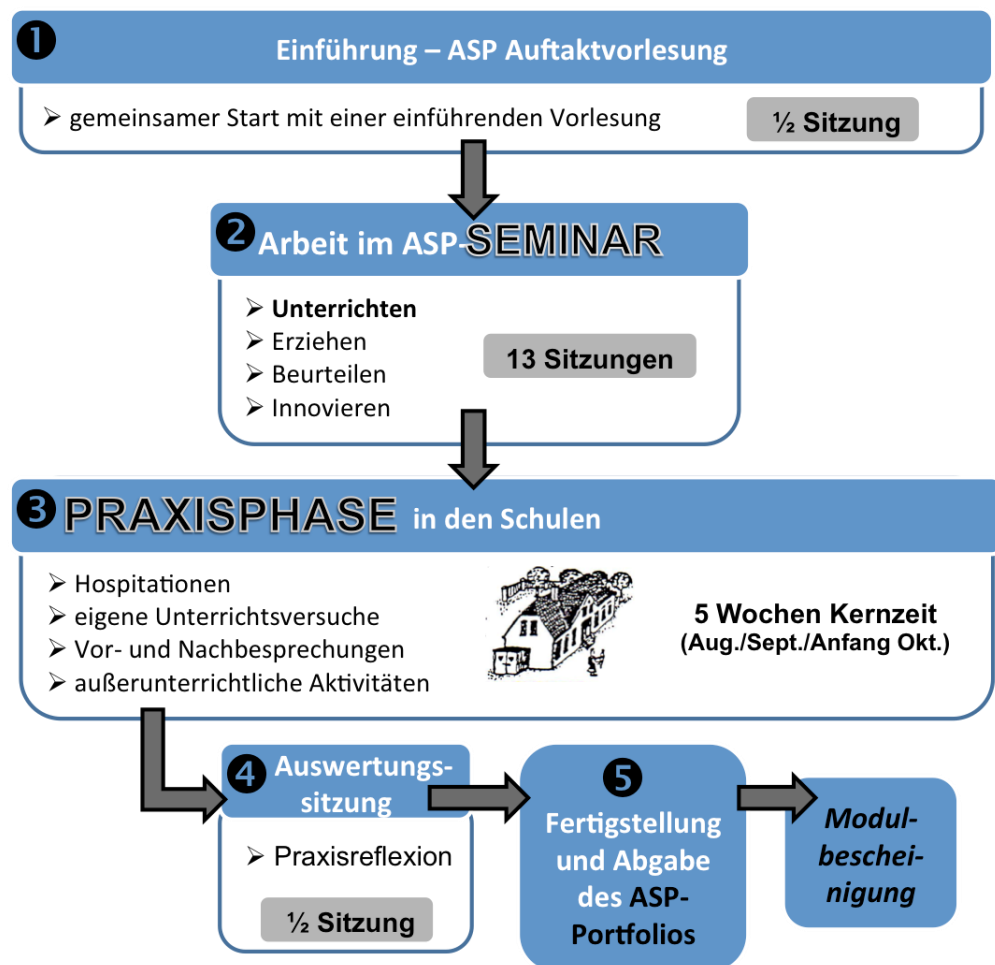 ❶
Einführung – ASP Auftaktvorlesung
➢ gemeinsamer Start mit einer einführenden Vorlesung
½ Sitzung
❷ Arbeit im ASP-SEMINAR
➢ Unterrichten
➢ Erziehen
➢ Beurteilen
➢ Innovieren
13 Sitzungen
❸ PRAXISPHASE in den Schulen
➢ Hospitationen
➢ eigene Unterrichtsversuche
➢ Vor- und Nachbesprechungen
➢ außerunterrichtliche Aktivitäten
5 Wochen Kernzeit
(Aug./Sept./Anfang Okt.)
❹ Auswertungs-
sitzung
➢ Praxisreflexion
½ Sitzung
❺
Fertigstellung
und Abgabe
des ASP-
Portfolios
Modul-
beschei-
nigung